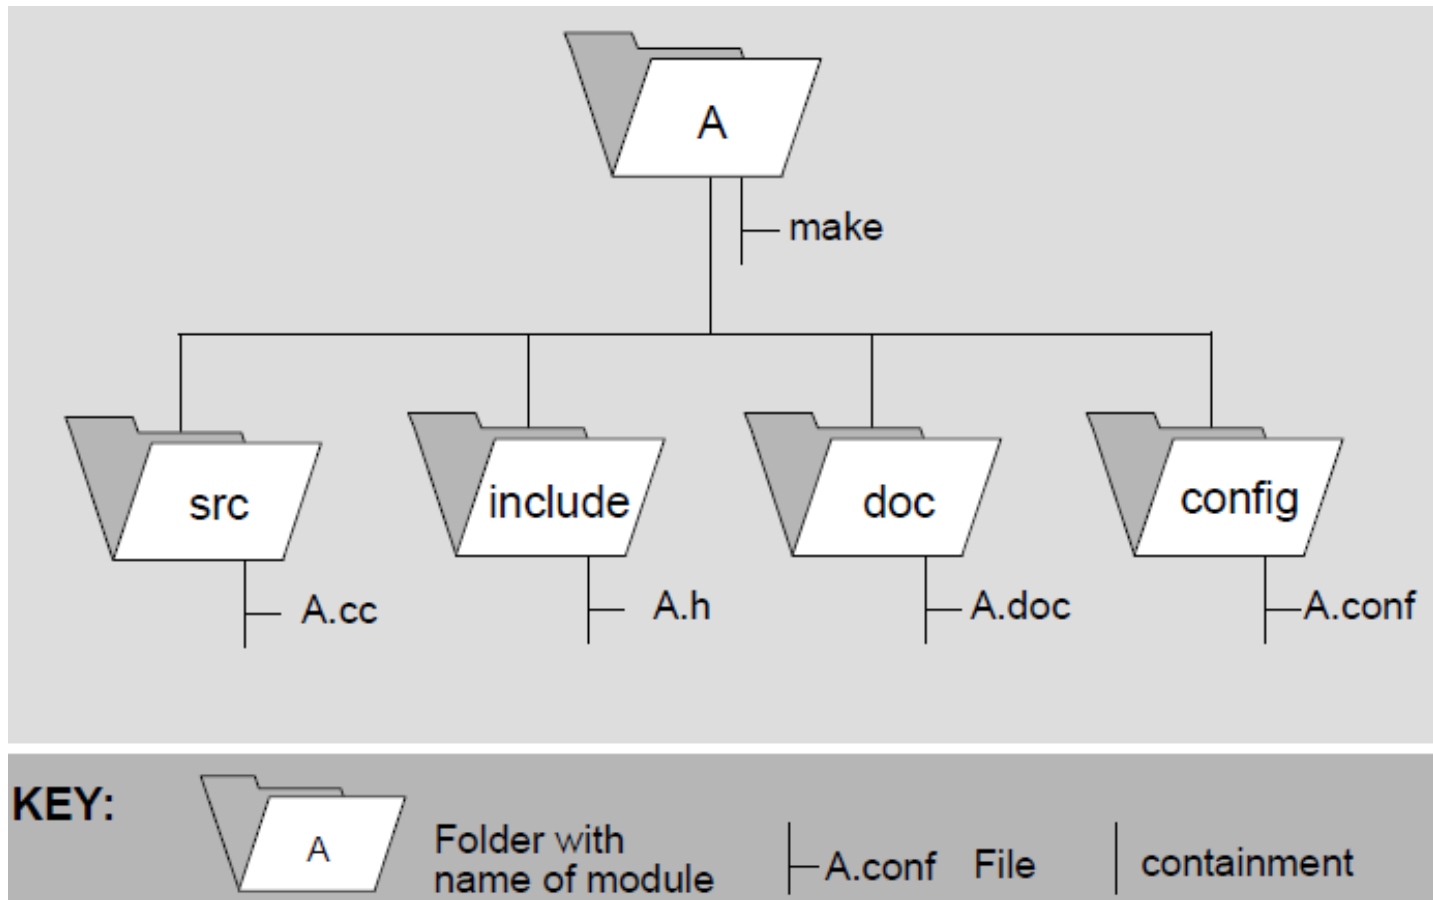 A
make
src
include
doc
config
A.cc
A.h
A.doc
A.conf
KEY:
A
Folder with
name of module
A.conf
File
containment